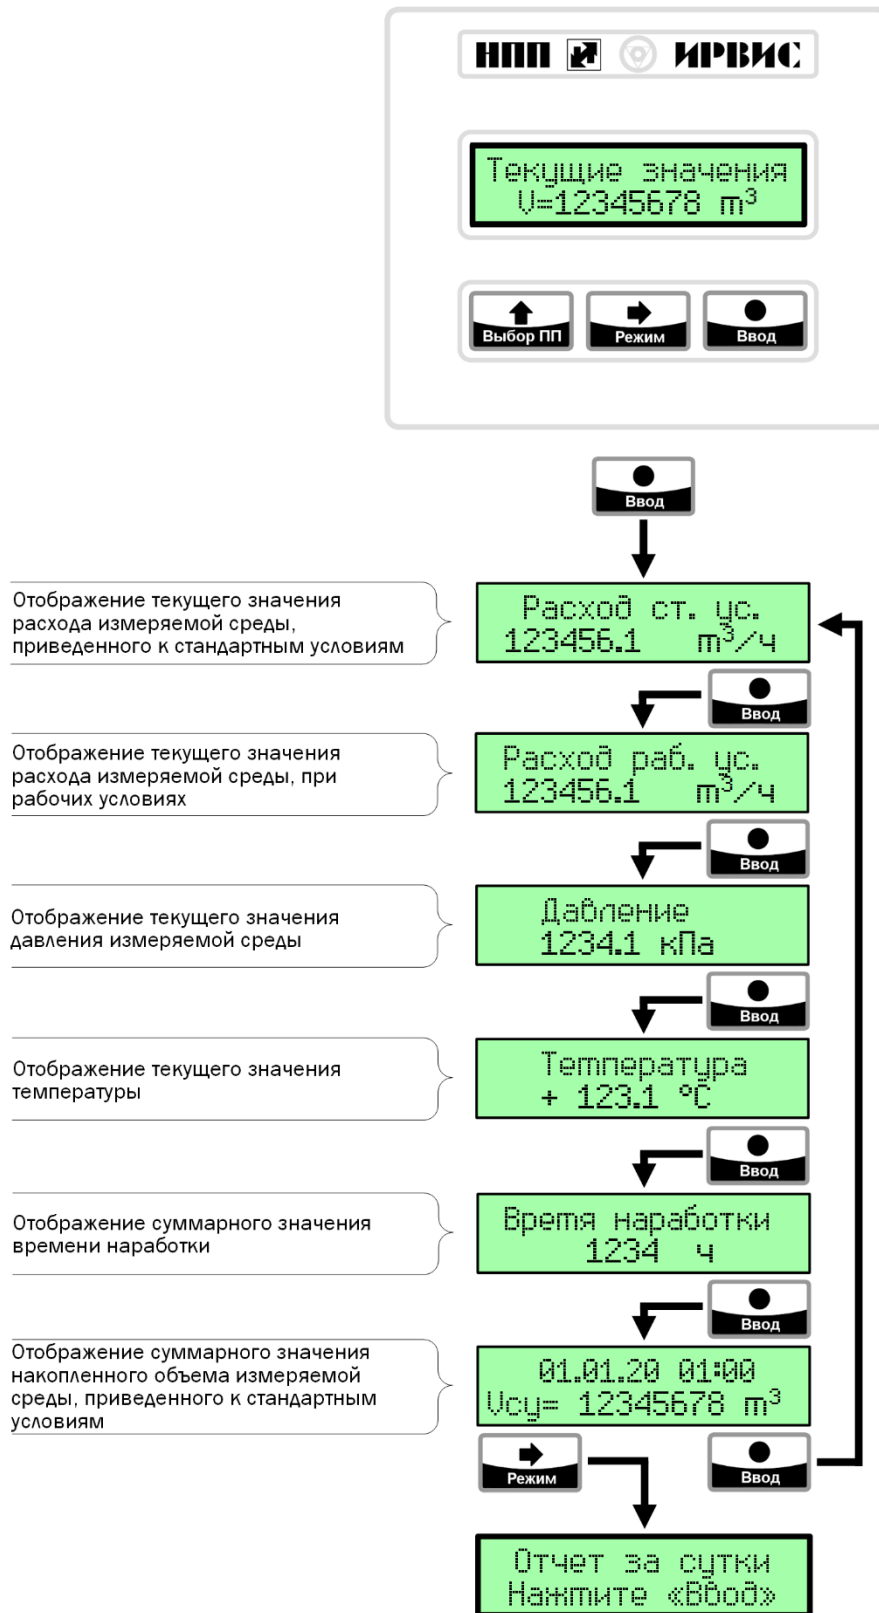 НПП ИРВИС
Текущие значения
V=12345678 m³
Выбор ПП
Режим
Ввод
Ввод
Отображение текущего значения
расхода измеряемой среды,
приведенного к стандартным условиям
Расход ст. ус.
123456.1 m³/ч
Ввод
Отображение текущего значения
расхода измеряемой среды, при
рабочих условиях
Расход раб. ус.
123456.1 m³/ч
Ввод
Отображение текущего значения
давления измеряемой среды
Давление
1234.1 кПа
Ввод
Отображение текущего значения
температуры
Температура
+ 123.1 °C
Ввод
Отображение суммарного значения
времени наработки
Время наработки
1234 ч
Ввод
Отображение суммарного значения
накопленного объема измеряемой
среды, приведенного к стандартным
условиям
01.01.20 01:00
Vсу= 12345678 m³
Режим
Ввод
Отчет за сутки
Нажмите «Ввод»